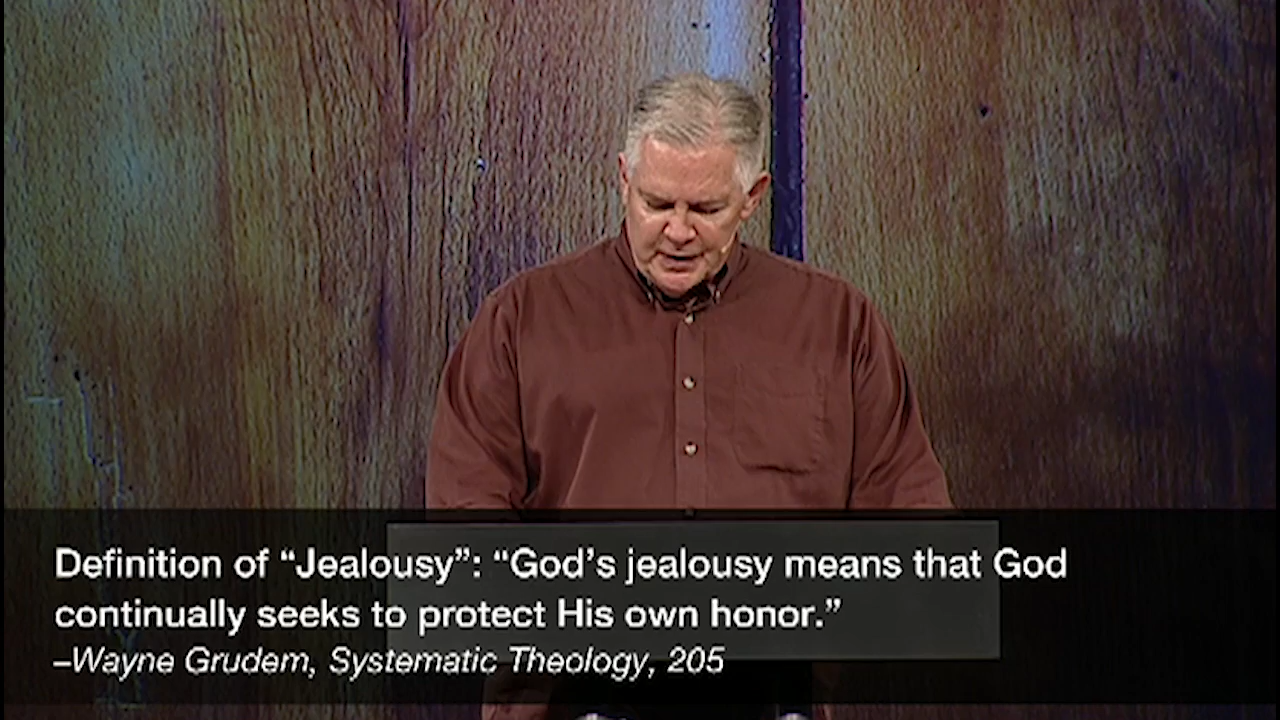 Definition of “Jealousy”: “God’s jealousy means that God
continually seeks to protect His own honor.”
–Wayne Grudem, Systematic Theology, 205